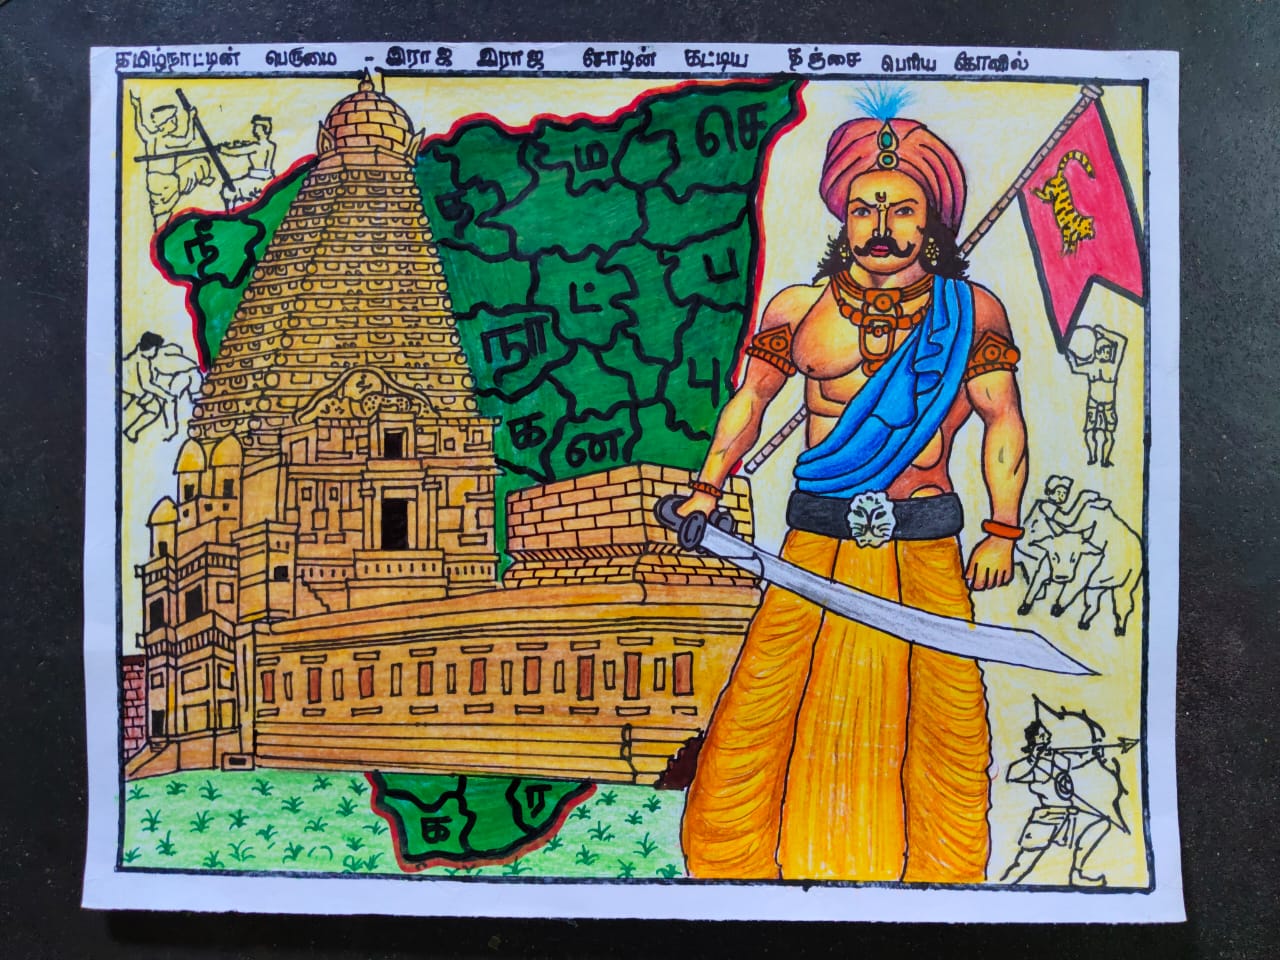 தமிழ்நாட்டின் பெருமை - இராஜ இராஜ சோழன் கட்டிய தஞ்சை பெரிய கோவில்
செ
ம
த
நீ
ப
ட்
நா
பு
க
ன
ர
க